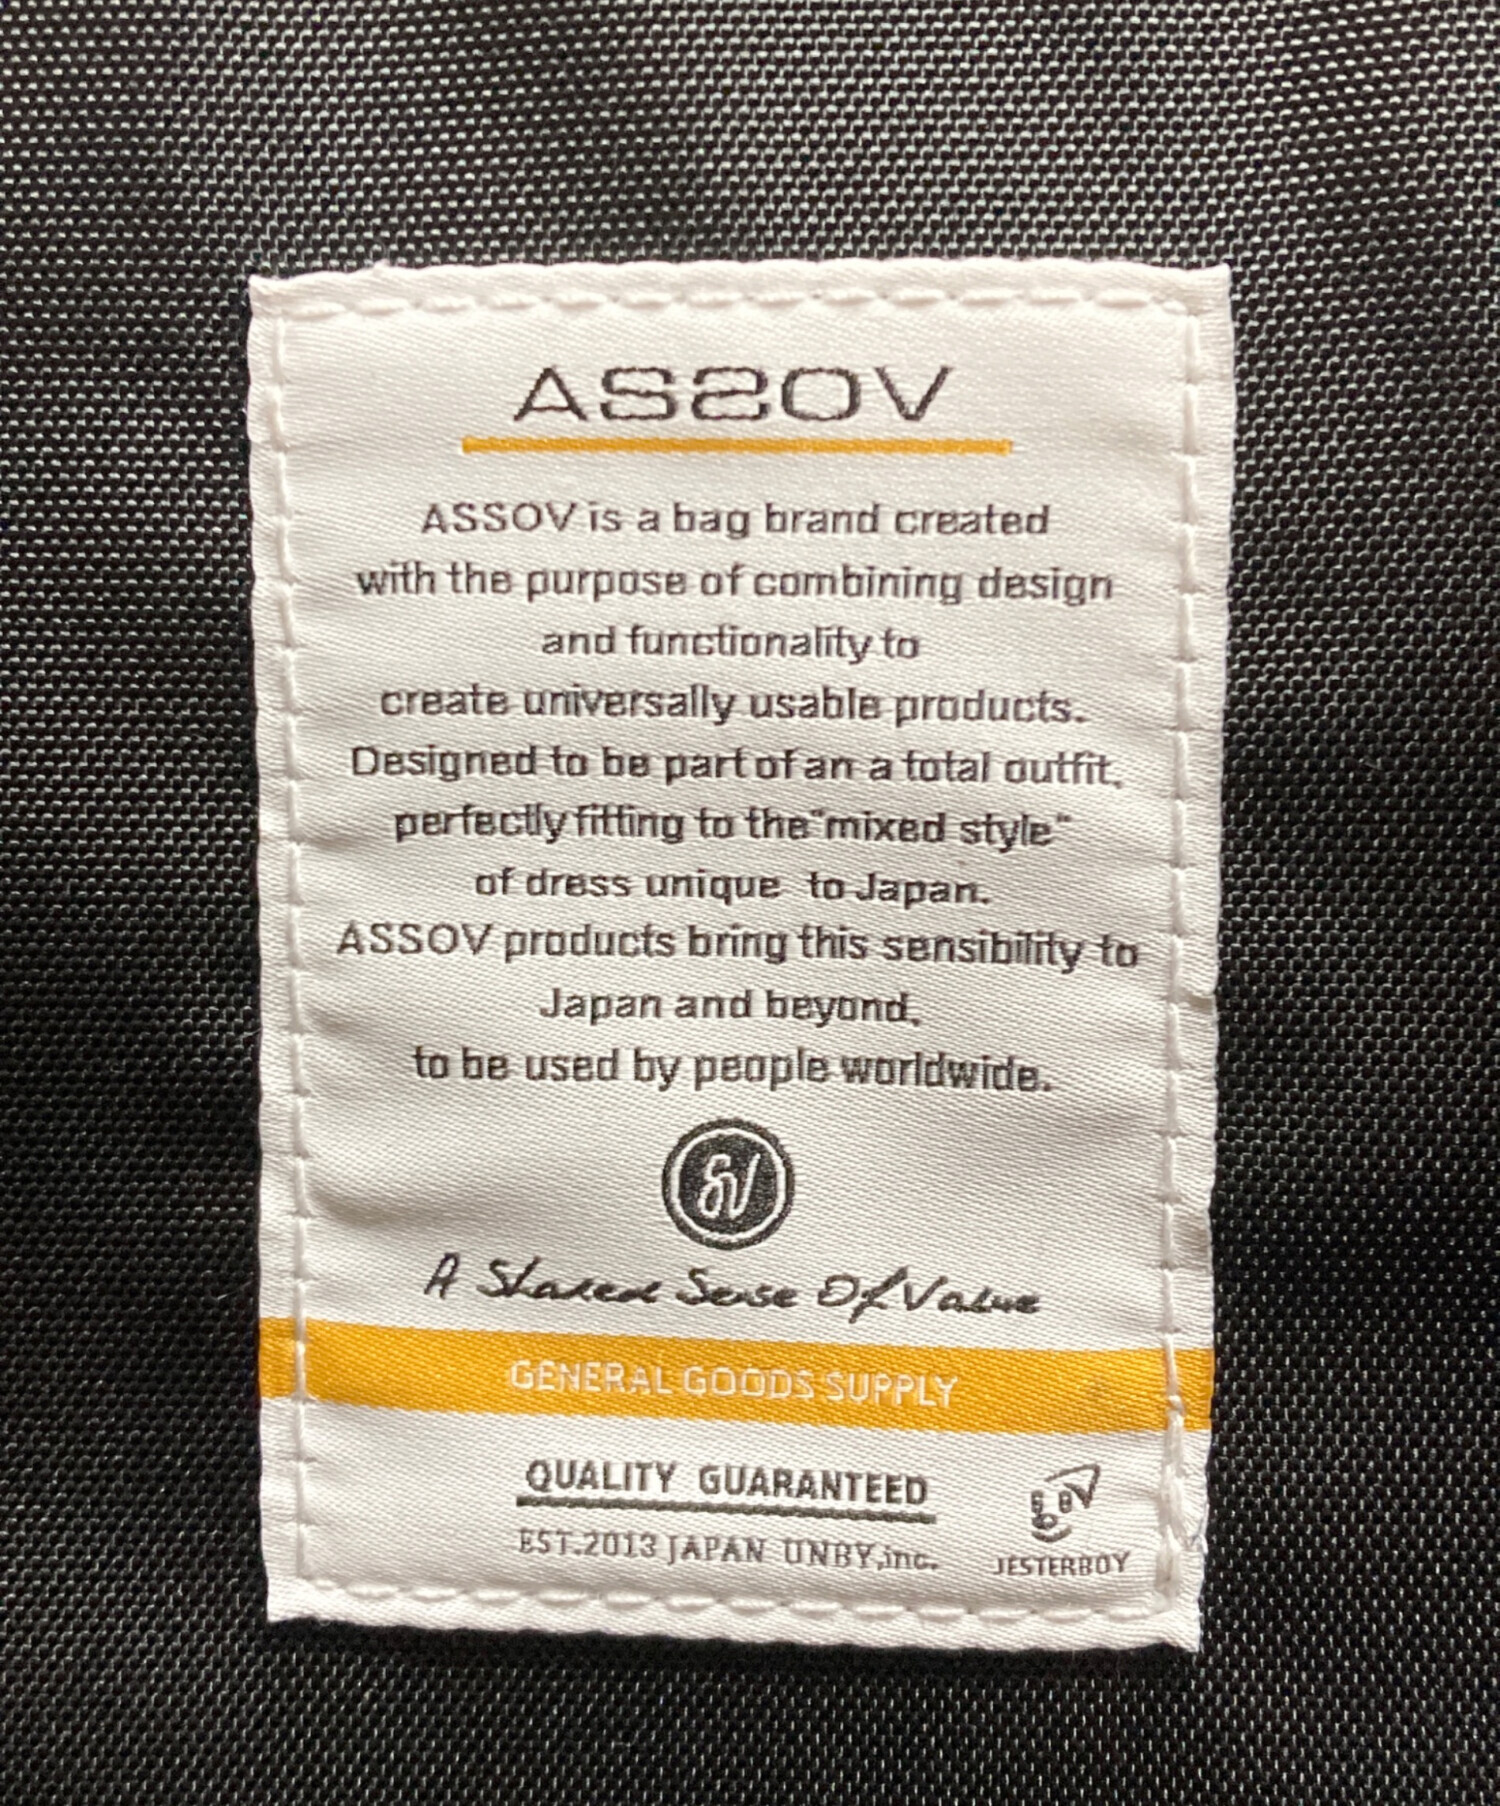 ASSOV
ASSOV is a bag brand created
with the purpose of combining design
and functionality to
create universally usable products.
Designed to be part of an a total outfit,
perfectly fitting to the "mixed style"
of dress unique to Japan.
ASSOV products bring this sensibility to
Japan and beyond,
to be used by people worldwide.
A Shared Sense Of Value
GENERAL GOODS SUPPLY
QUALITY GUARANTEED
EST.2013 JAPAN UNBY,inc.
JESTERBOY